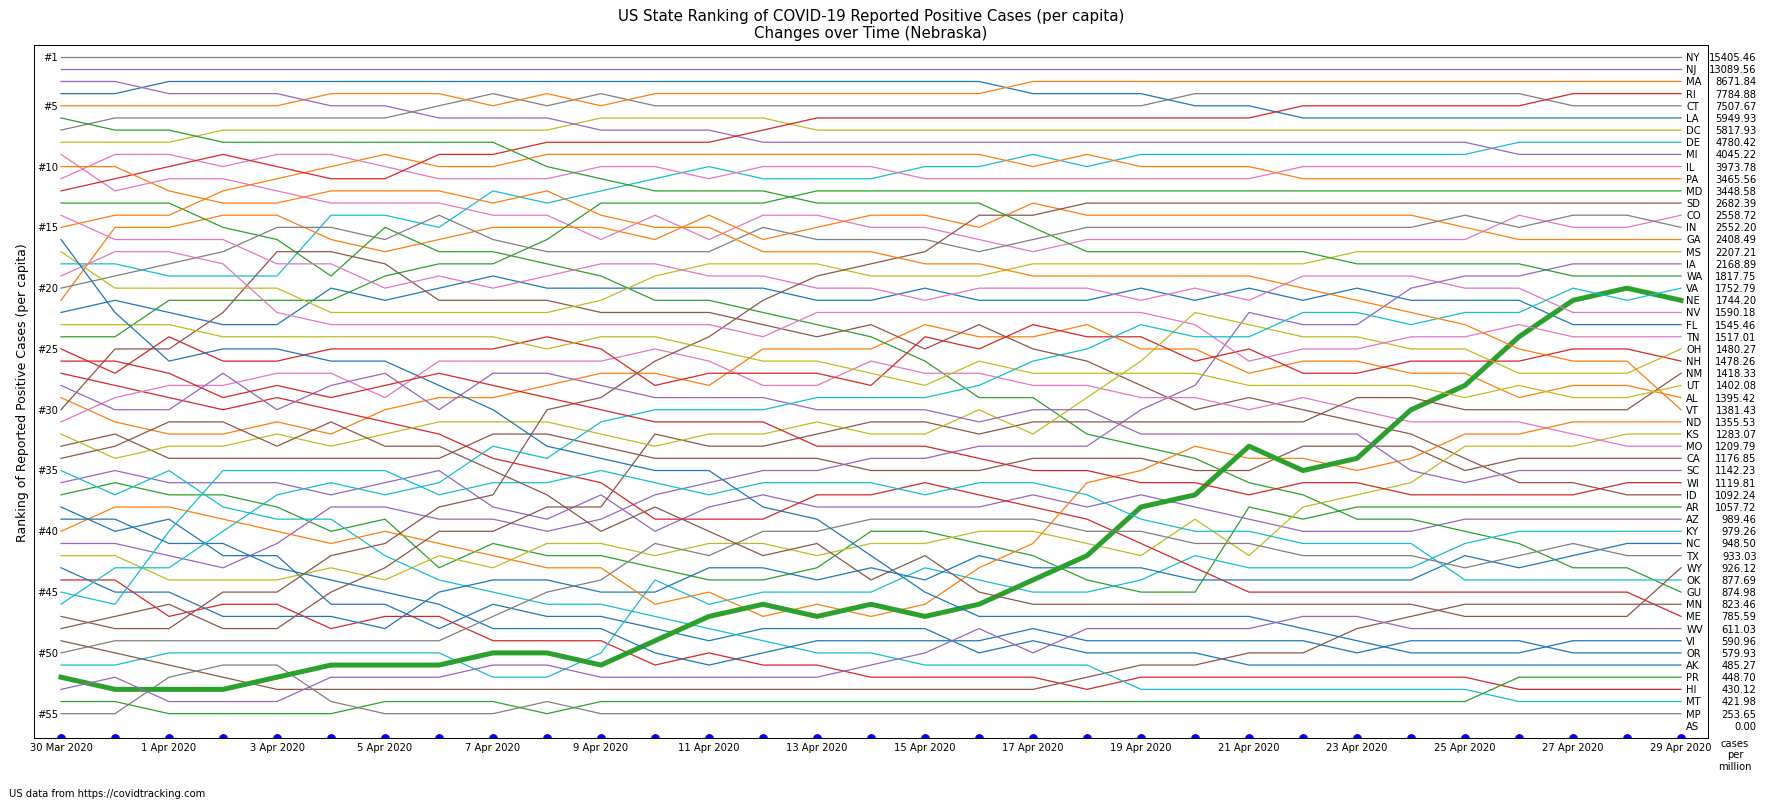 US State Ranking of COVID-19 Reported Positive Cases (per capita)
Changes over Time (Nebraska)
Ranking of Reported Positive Cases (per capita)
#1
#5
#10
#15
#20
#25
#30
#35
#40
#45
#50
#55
NY 15405.46
NJ 13089.56
MA 8671.84
RI 7784.88
CT 7507.67
LA 5949.93
DC 5817.93
DE 4780.42
MI 4045.22
IL 3973.78
PA 3465.56
MD 3448.58
SD 2682.39
CO 2558.72
IN 2552.20
GA 2408.49
MS 2207.21
IA 2168.89
WA 1817.75
VA 1752.79
NE 1744.20
NV 1590.18
FL 1545.46
TN 1517.01
OH 1480.27
NH 1478.26
NM 1418.33
UT 1402.08
AL 1395.42
VT 1381.43
ND 1355.53
KS 1283.07
MO 1209.79
CA 1176.85
SC 1142.23
WI 1119.81
ID 1092.24
AR 1057.72
AZ 989.46
KY 979.26
NC 948.50
TX 933.03
WY 926.12
OK 877.69
GU 874.98
MN 823.46
ME 785.59
WV 611.03
VI 590.96
OR 579.93
AK 485.27
PR 448.70
HI 430.12
MT 421.98
MP 253.65
AS 0.00
30 Mar 2020 1 Apr 2020 3 Apr 2020 5 Apr 2020 7 Apr 2020 9 Apr 2020 11 Apr 2020 13 Apr 2020 15 Apr 2020 17 Apr 2020 19 Apr 2020 21 Apr 2020 23 Apr 2020 25 Apr 2020 27 Apr 2020 29 Apr 2020
cases
per
million
US data from https://covidtracking.com